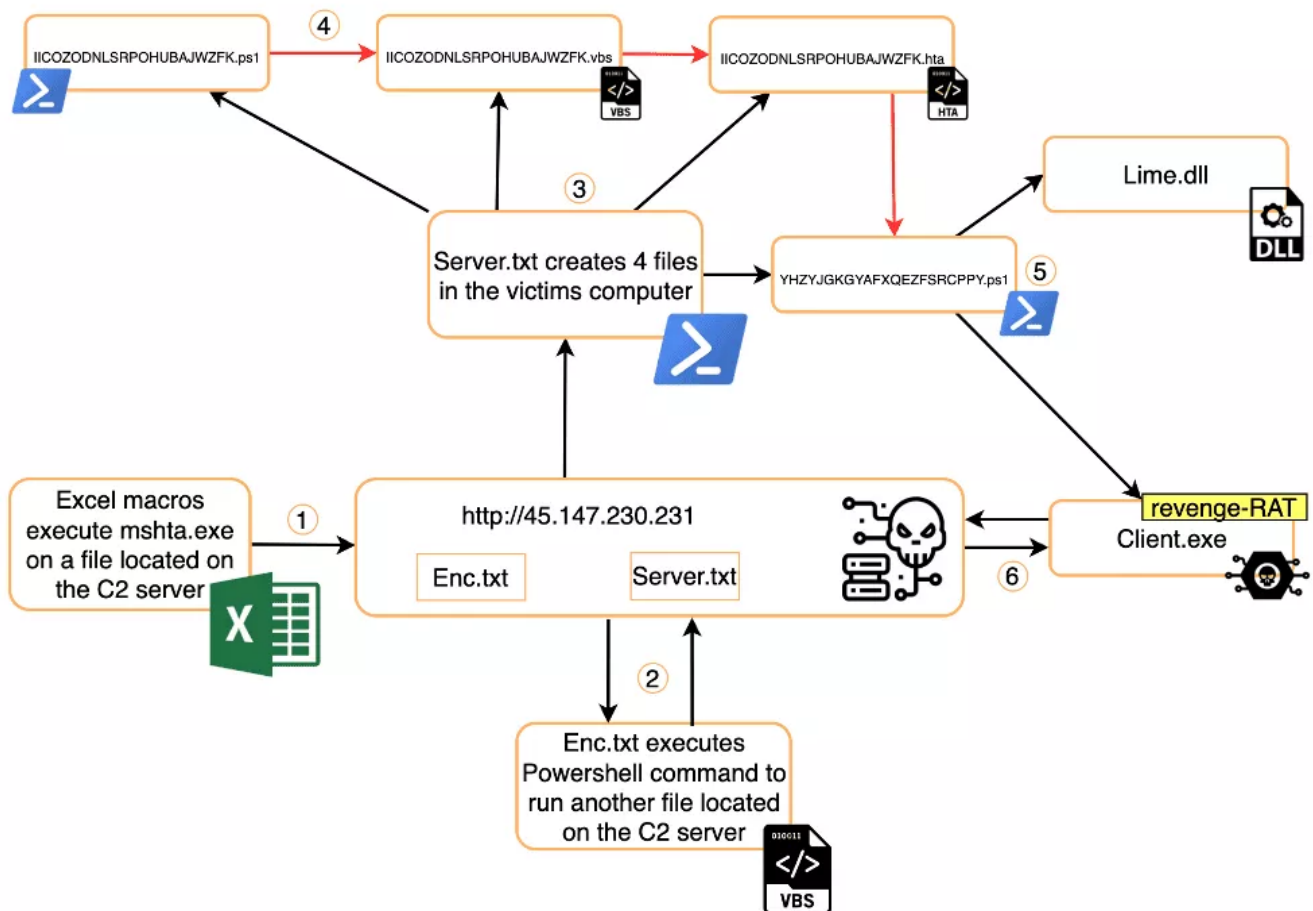 4
IICOZODNLSRPOHUBAJWZFK.ps1
IICOZODNLSRPOHUBAJWZFK.vbs
IICOZODNLSRPOHUBAJWZFK.hta
010011
VBS
010011
HTA
3
Lime.dll
DLL
Server.txt creates 4 files
in the victims computer
YHZYJGKGYAFXQEZFSRCPPY.ps1
5
Excel macros
execute mshta.exe
on a file located on
the C2 server
X
1
http://45.147.230.231
Enc.txt
Server.txt
revenge-RAT
Client.exe
6
2
Enc.txt executes
Powershell command to
run another file located
on the C2 server
010011
VBS